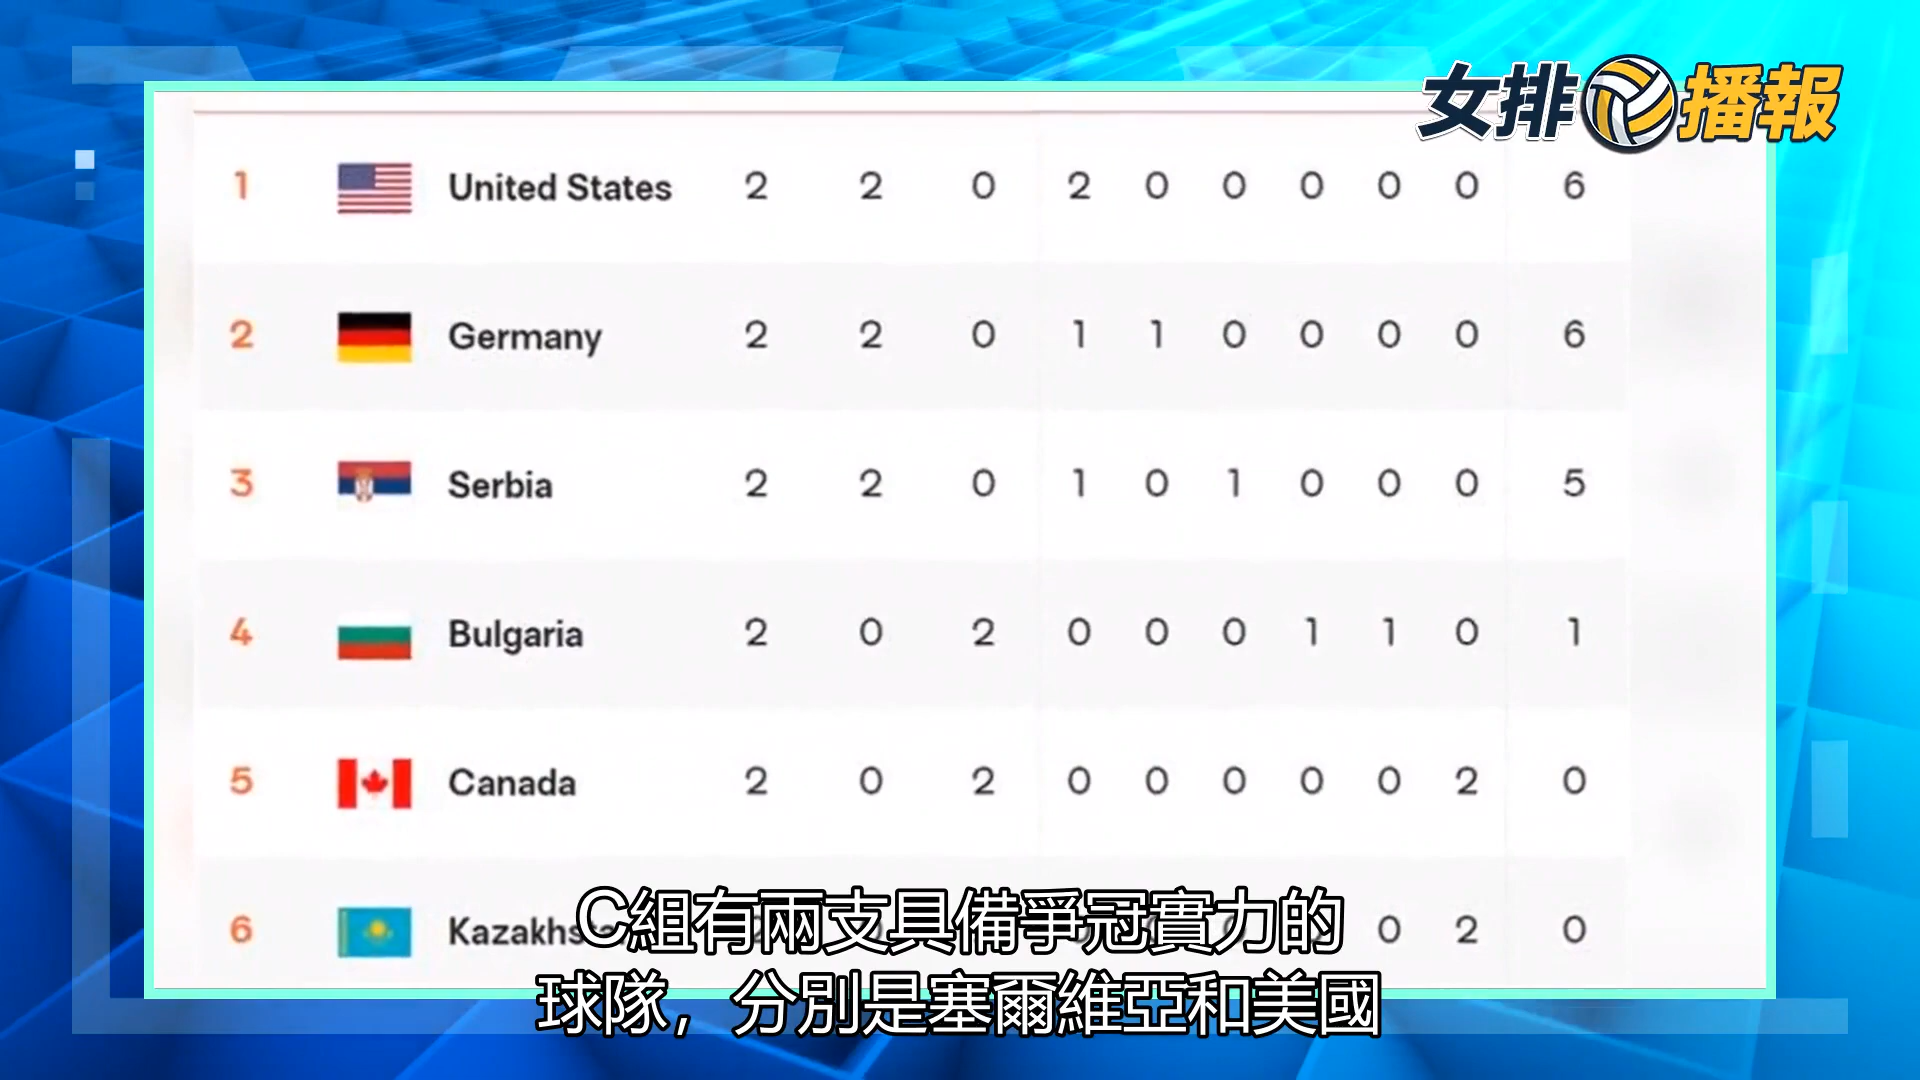 女排播報
1 United States 2 2 0 2 0 0 0 0 0 6
2 Germany 2 2 0 1 1 0 0 0 0 6
3 Serbia 2 2 0 1 0 1 0 0 0 5
4 Bulgaria 2 0 2 0 0 0 1 1 0 1
5 Canada 2 0 2 0 0 0 0 0 2 0
6 0 2 0
C組有兩支具備爭冠實力的
球隊，分別是塞爾維亞和美國